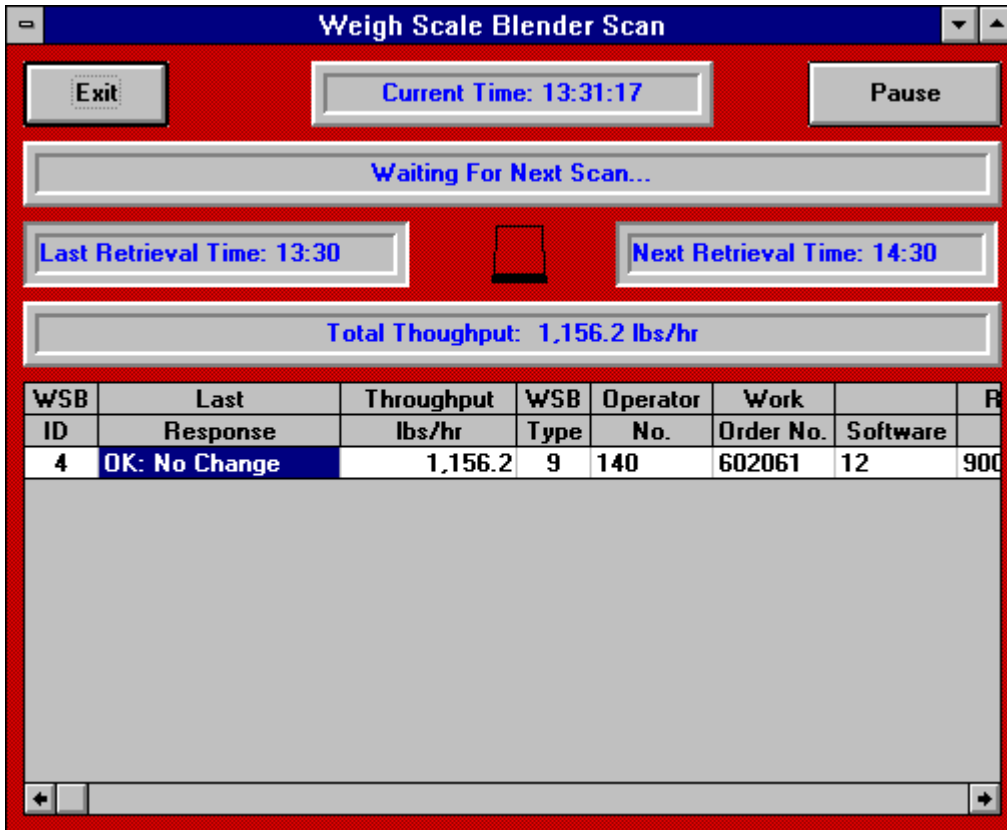 Weigh Scale Blender Scan
Exit
Current Time: 13:31:17
Pause
Waiting For Next Scan...
Last Retrieval Time: 13:30
Next Retrieval Time: 14:30
Total Thoughput: 1,156.2 lbs/hr
WSB Last Throughput WSB Operator Work R
ID Response lbs/hr Type No. Order No. Software
4 OK: No Change 1,156.2 9 140 602061 12 900